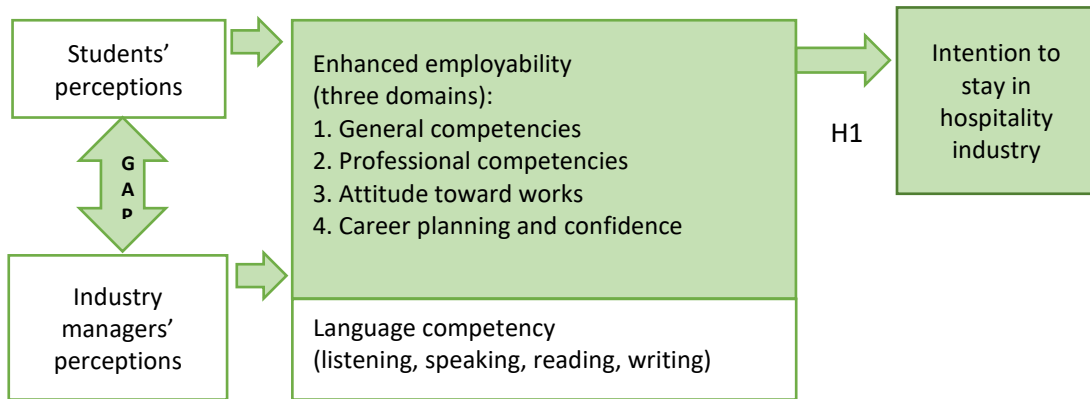 Students’
perceptions
G
A
P
Industry
managers’
perceptions
Enhanced employability
(three domains):
1. General competencies
2. Professional competencies
3. Attitude toward works
4. Career planning and confidence
Language competency
(listening, speaking, reading, writing)
H1
Intention to
stay in
hospitality
industry